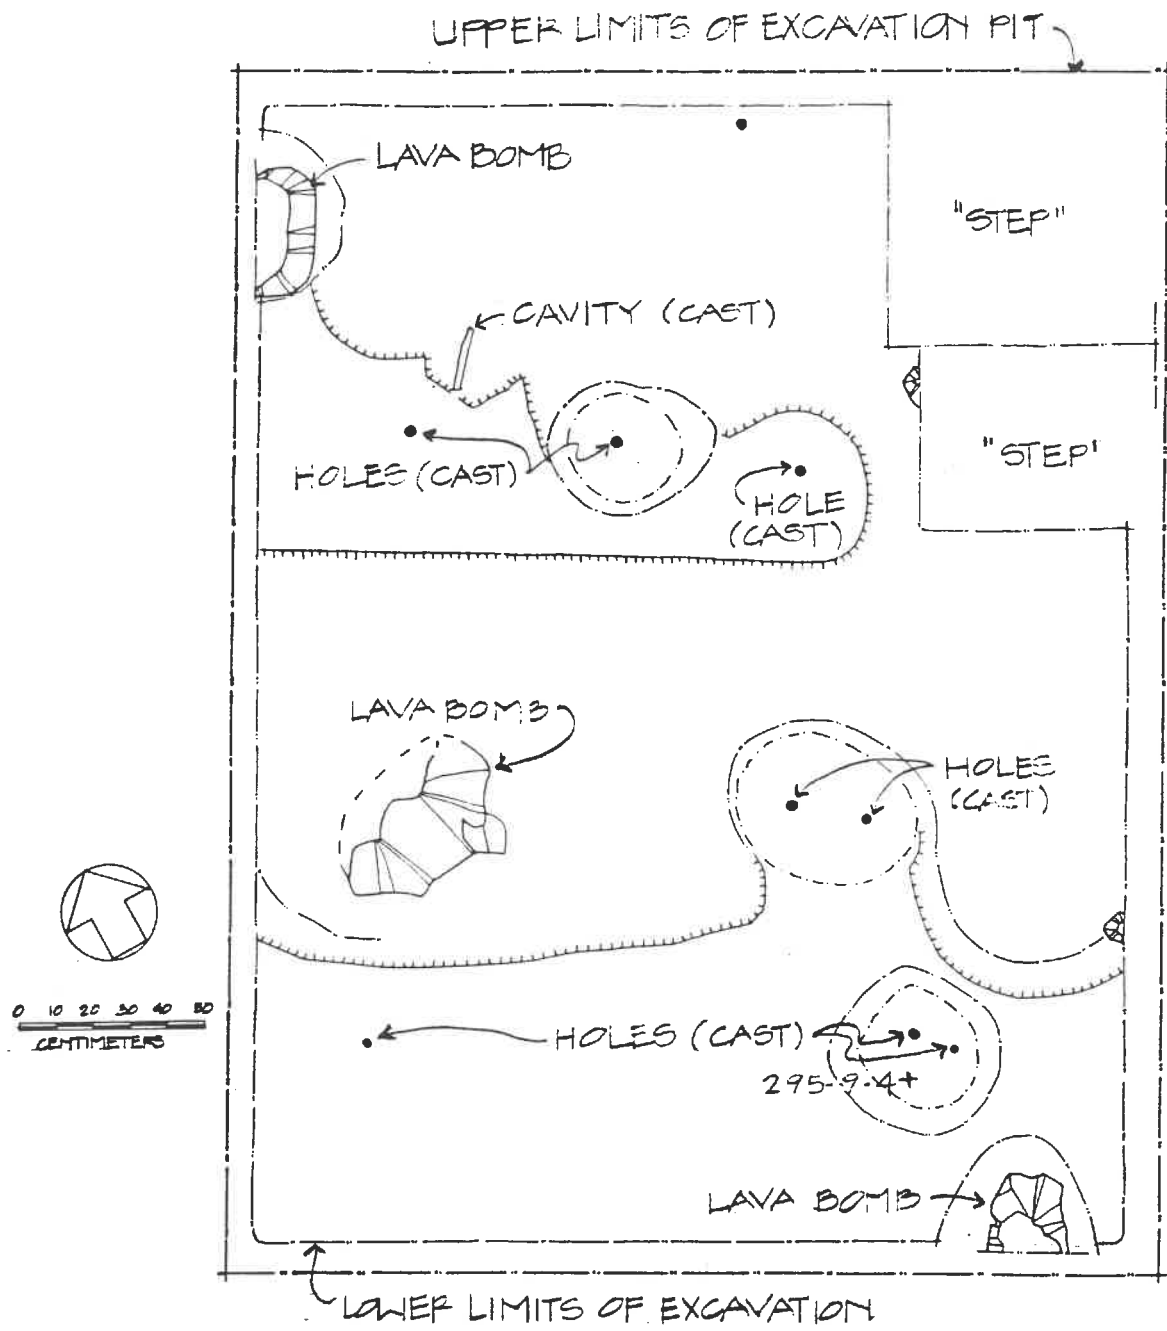 UPPER LIMITS OF EXCAVATION PIT
LAVA BOMB
"STEP"
CAVITY (CAST)
"STEP"
HOLES (CAST)
HOLE
(CAST)
LAVA BOMB
HOLES
(CAST)
0 10 20 30 40 50
CENTIMETERS
HOLES (CAST)
295-9-4+
LAVA BOMB
LOWER LIMITS OF EXCAVATION